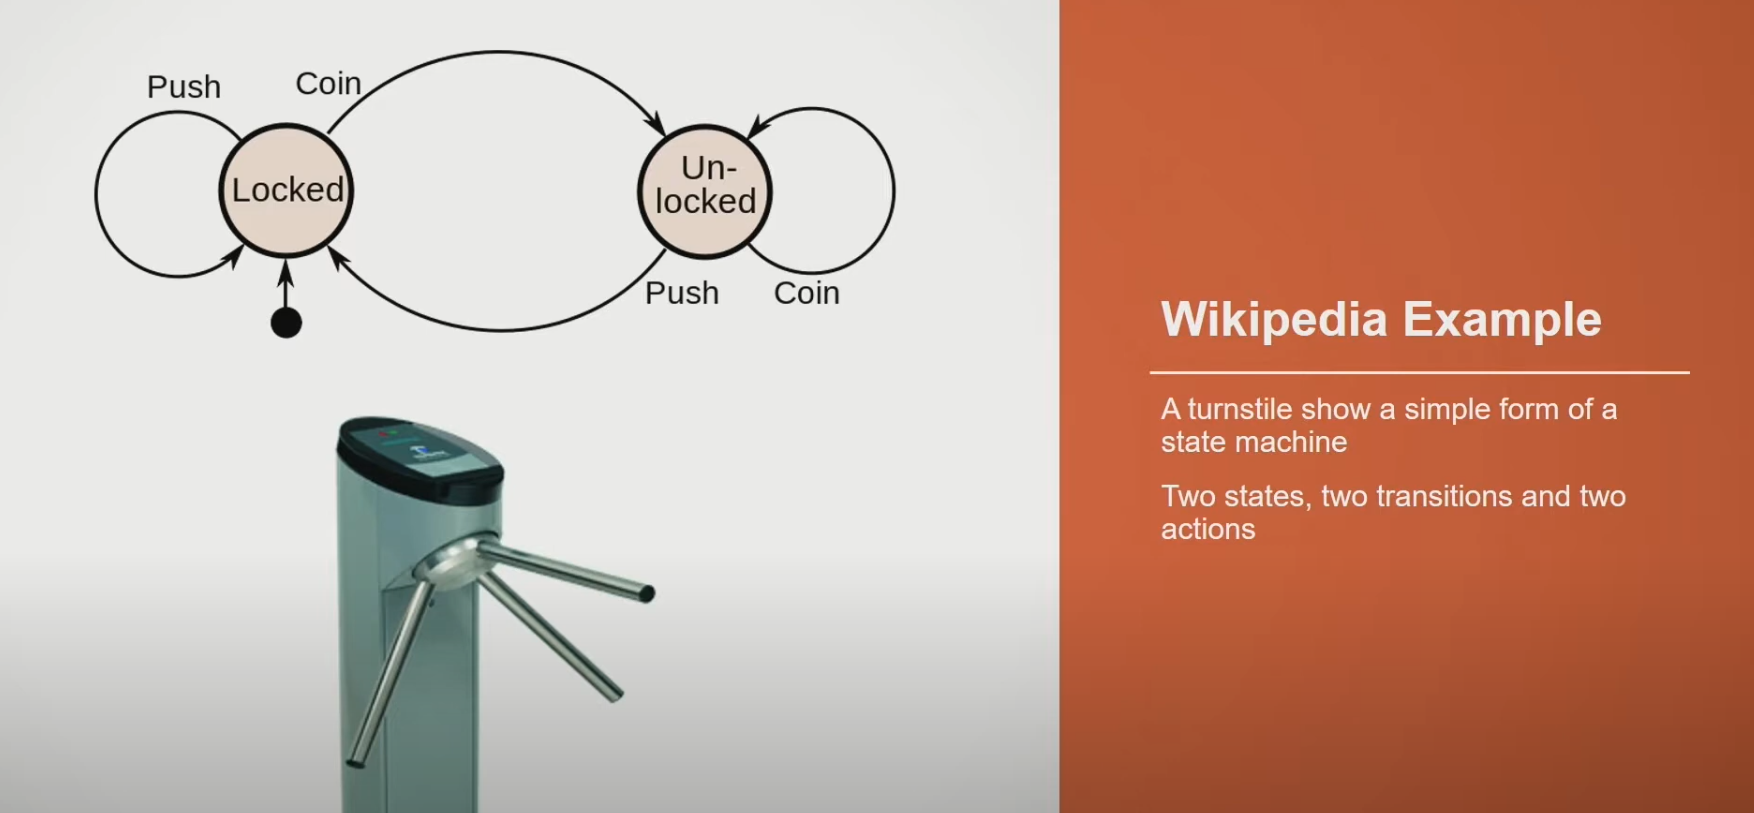 Push
Coin
Locked
Un-
locked
Push
Coin
Wikipedia Example
A turnstile show a simple form of a
state machine
Two states, two transitions and two
actions